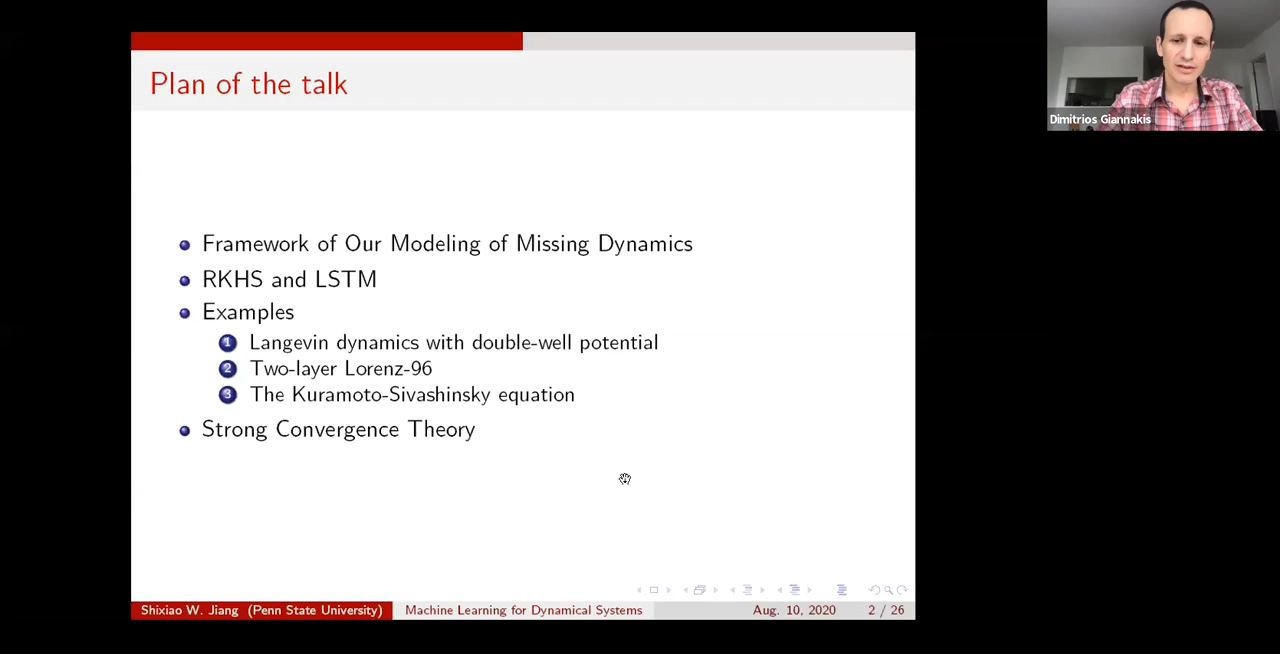 Plan of the talk
Dimitrios Giannakis
Framework of Our Modeling of Missing Dynamics
RKHS and LSTM
Examples
1 Langevin dynamics with double-well potential
2 Two-layer Lorenz-96
3 The Kuramoto-Sivashinsky equation
Strong Convergence Theory
Shixiao W. Jiang (Penn State University) Machine Learning for Dynamical Systems Aug. 10, 2020 2 / 26